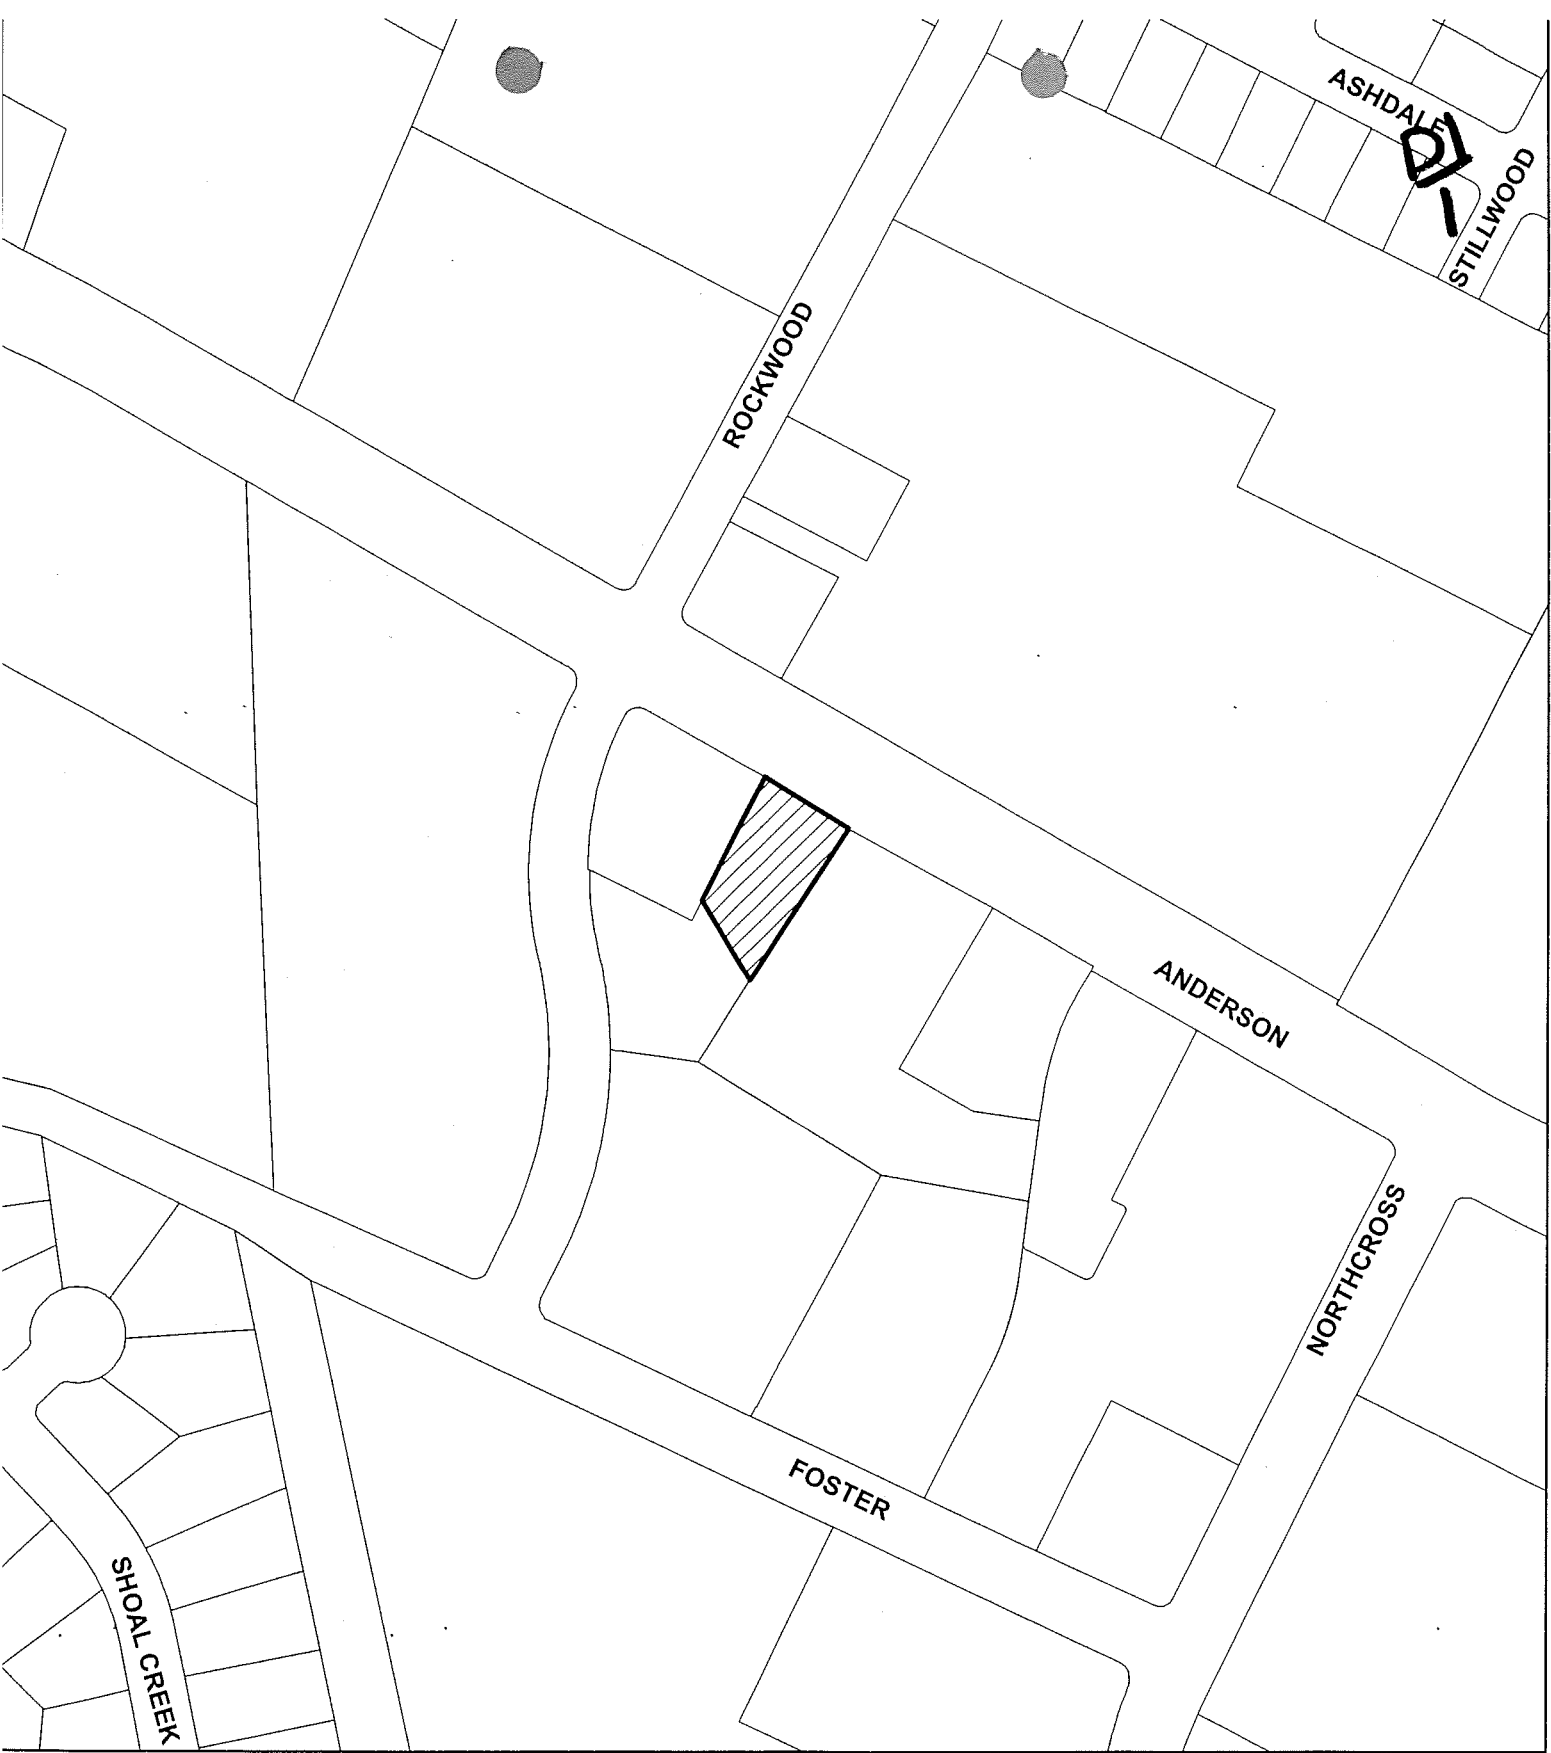 ASHDALE
STILLWOOD
ROCKWOOD
ANDERSON
NORTHCROSS
FOSTER
SHOAL CREEK